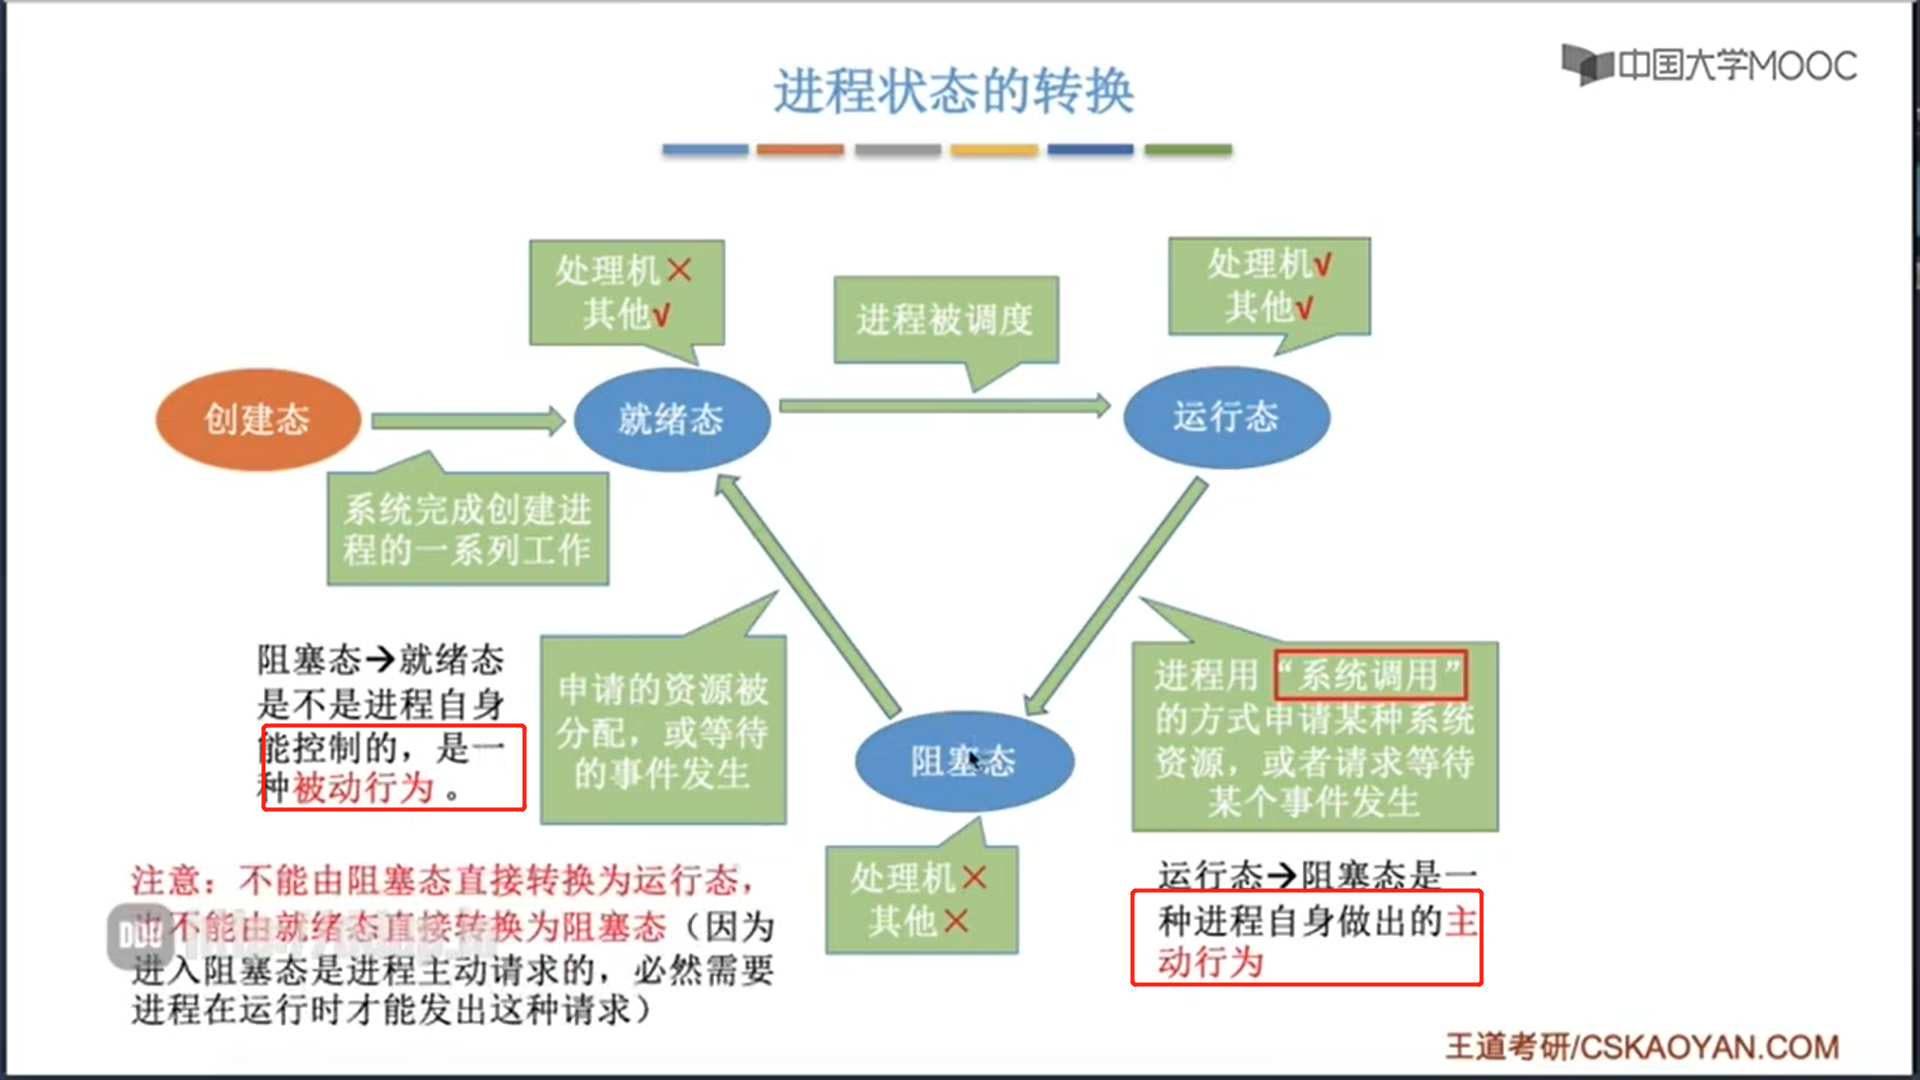 中国大学MOOC
进程状态的转换
处理机×
其他√
进程被调度
处理机√
其他√
创建态
就绪态
运行态
系统完成创建进
程的一系列工作
阻塞态→就绪态
是不是进程自身
能控制的，是一
种被动行为。
申请的资源被
分配，或等待
的事件发生
阻塞态
进程用“系统调用”
的方式申请某种系统
资源，或者请求等待
某个事件发生
处理机×
其他×
运行态→阻塞态是一
种进程自身做出的主
动行为
注意：不能由阻塞态直接转换为运行态，
也不能由就绪态直接转换为阻塞态（因为
进入阻塞态是进程主动请求的，必然需要
进程在运行时才能发出这种请求）
王道考研/CSKAOYAN.COM